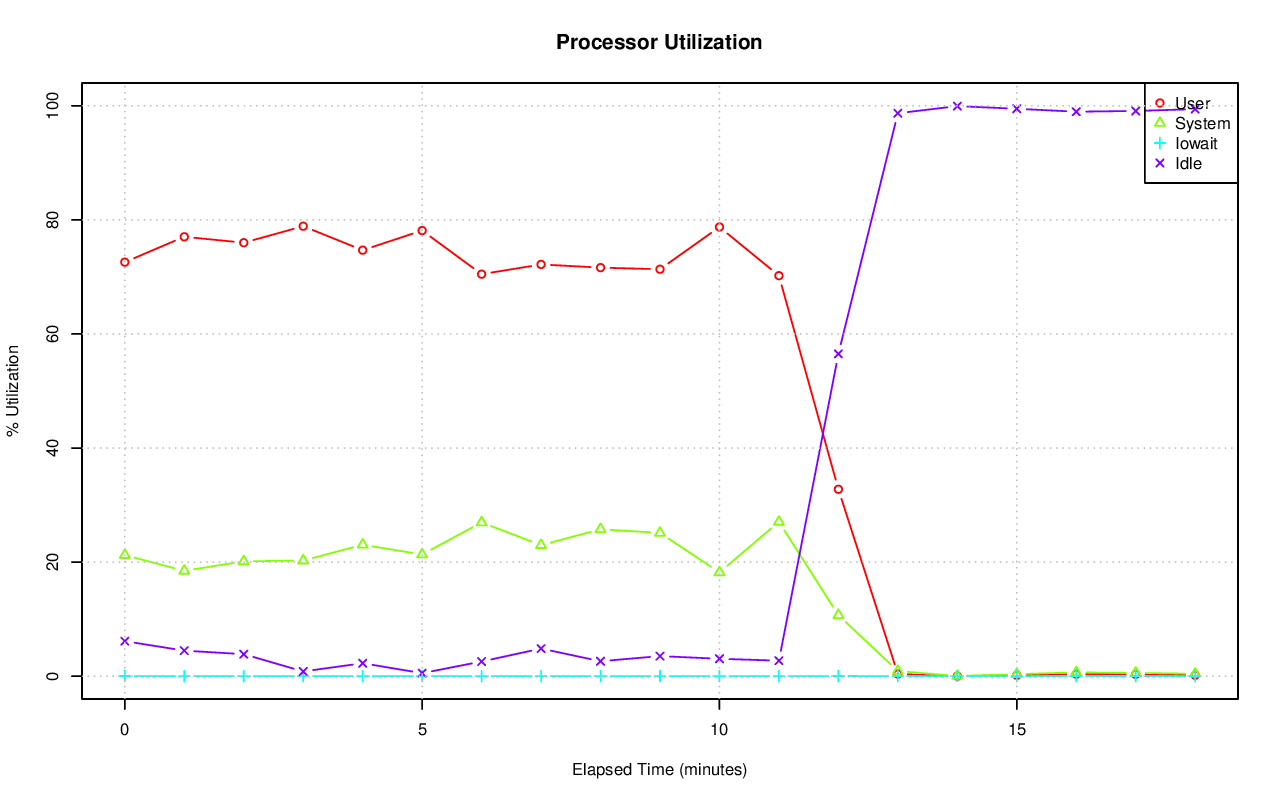 Processor Utilization
% Utilization
100
80
60
40
20
0
User
System
Iowait
Idle
0 5 10 15
Elapsed Time (minutes)